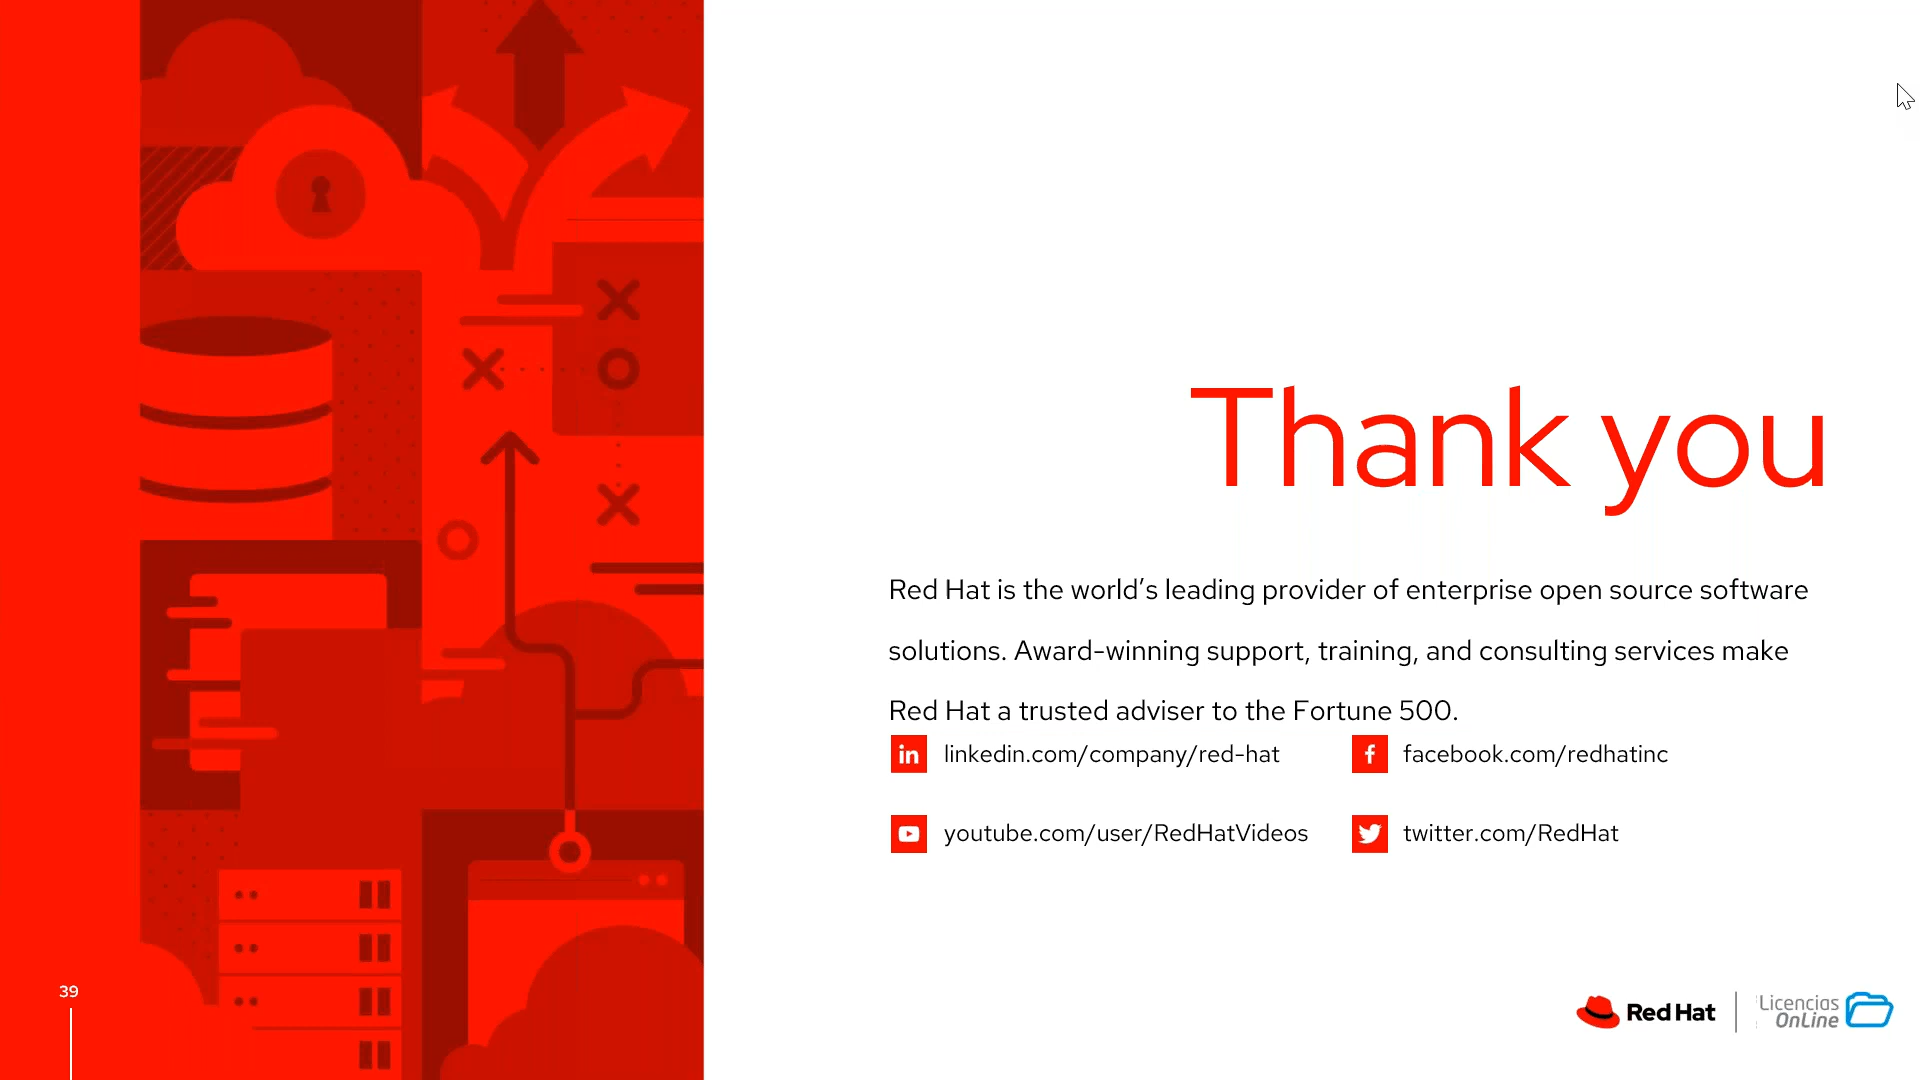 Thank you
Red Hat is the world’s leading provider of enterprise open source software
solutions. Award-winning support, training, and consulting services make
Red Hat a trusted adviser to the Fortune 500.
linkedin.com/company/red-hat
facebook.com/redhatinc
youtube.com/user/RedHatVideos
twitter.com/RedHat
39
Red Hat
Licencias
OnLine